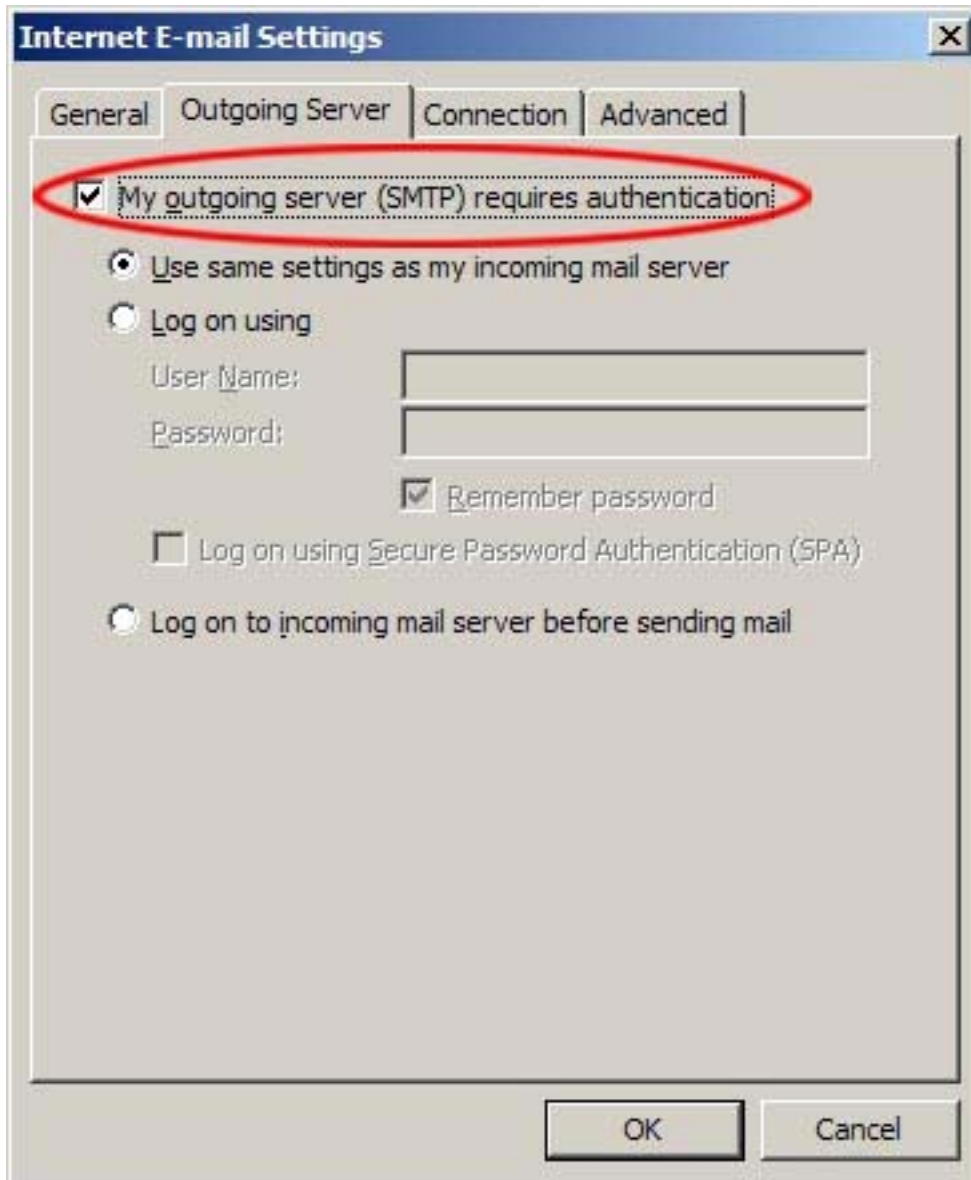 Internet E-mail Settings
General Outgoing Server Connection Advanced
My outgoing server (SMTP) requires authentication
Use same settings as my incoming mail server
Log on using
User Name:
Password:
Remember password
Log on using Secure Password Authentication (SPA)
Log on to incoming mail server before sending mail
OK Cancel